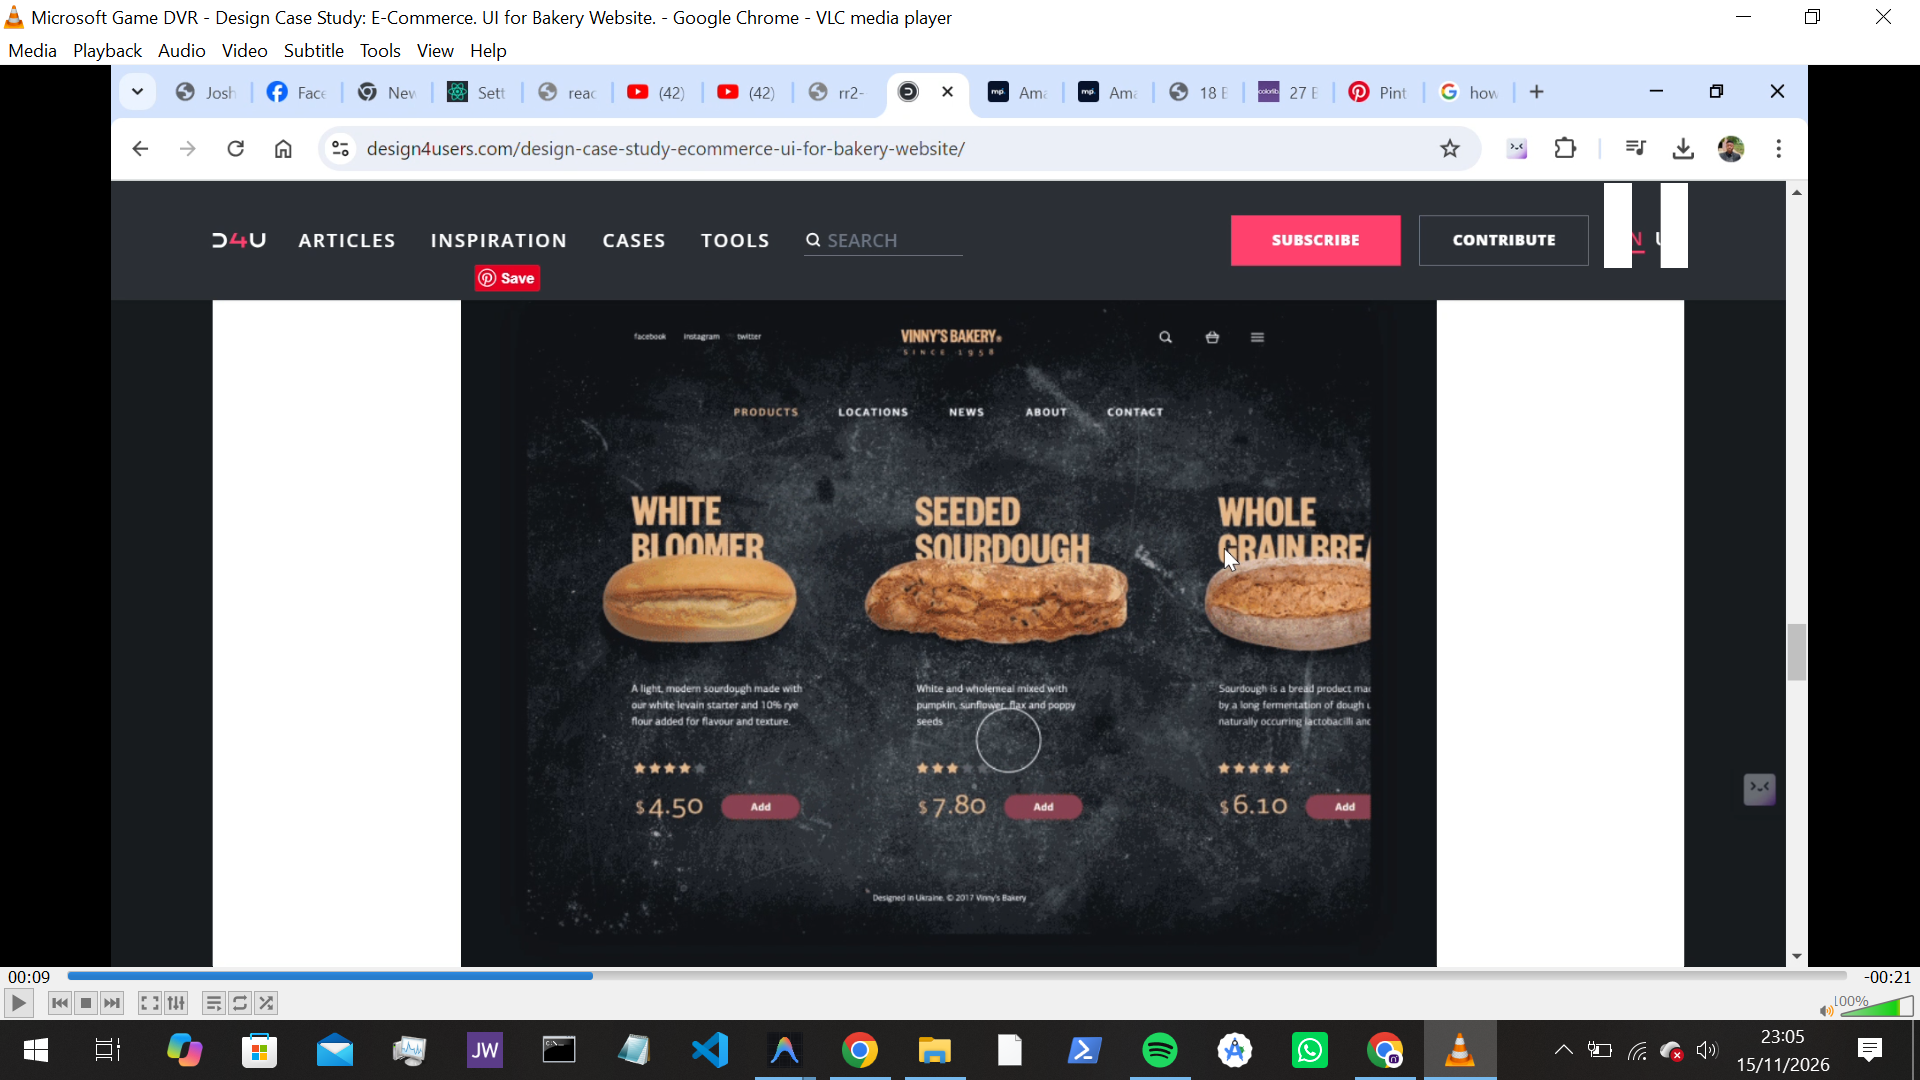 Microsoft Game DVR - Design Case Study: E-Commerce. UI for Bakery Website. - Google Chrome - VLC media player
Media Playback Audio Video Subtitle Tools View Help
Josh Face New Sett reac (42) (42) rr2- Ama Ama 18 E 27 E Pint how
design4users.com/design-case-study-ecommerce-ui-for-bakery-website/
D4U ARTICLES INSPIRATION CASES TOOLS SEARCH SUBSCRIBE CONTRIBUTE
Save
facebook instagram twitter
VINNY'S BAKERY®
SINCE 1958
PRODUCTS LOCATIONS NEWS ABOUT CONTACT
WHITE
BLOOMER
A light, modern sourdough made with
our white levain starter and 10% rye
flour added for flavour and texture.
$4.50 Add
SEEDED
SOURDOUGH
White and wholemeal mixed with
pumpkin, sunflower, flax and poppy
seeds
$7.80 Add
WHOLE
GRAIN BREA
Sourdough is a bread product mad
by a long fermentation of dough u
naturally occurring lactobacilli and
$6.10 Add
Designed in Ukraine. © 2017 Vinny's Bakery
00:09 -00:21
100%
JW
23:05
15/11/2026